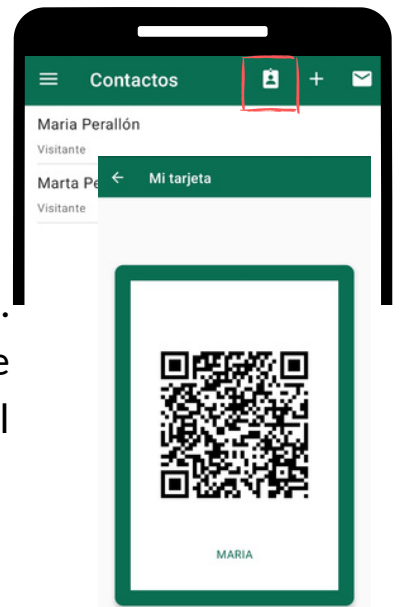 Contactos
Maria Perallón
Visitante
Marta Pe
Visitante
Mi tarjeta
.
e
l
MARIA